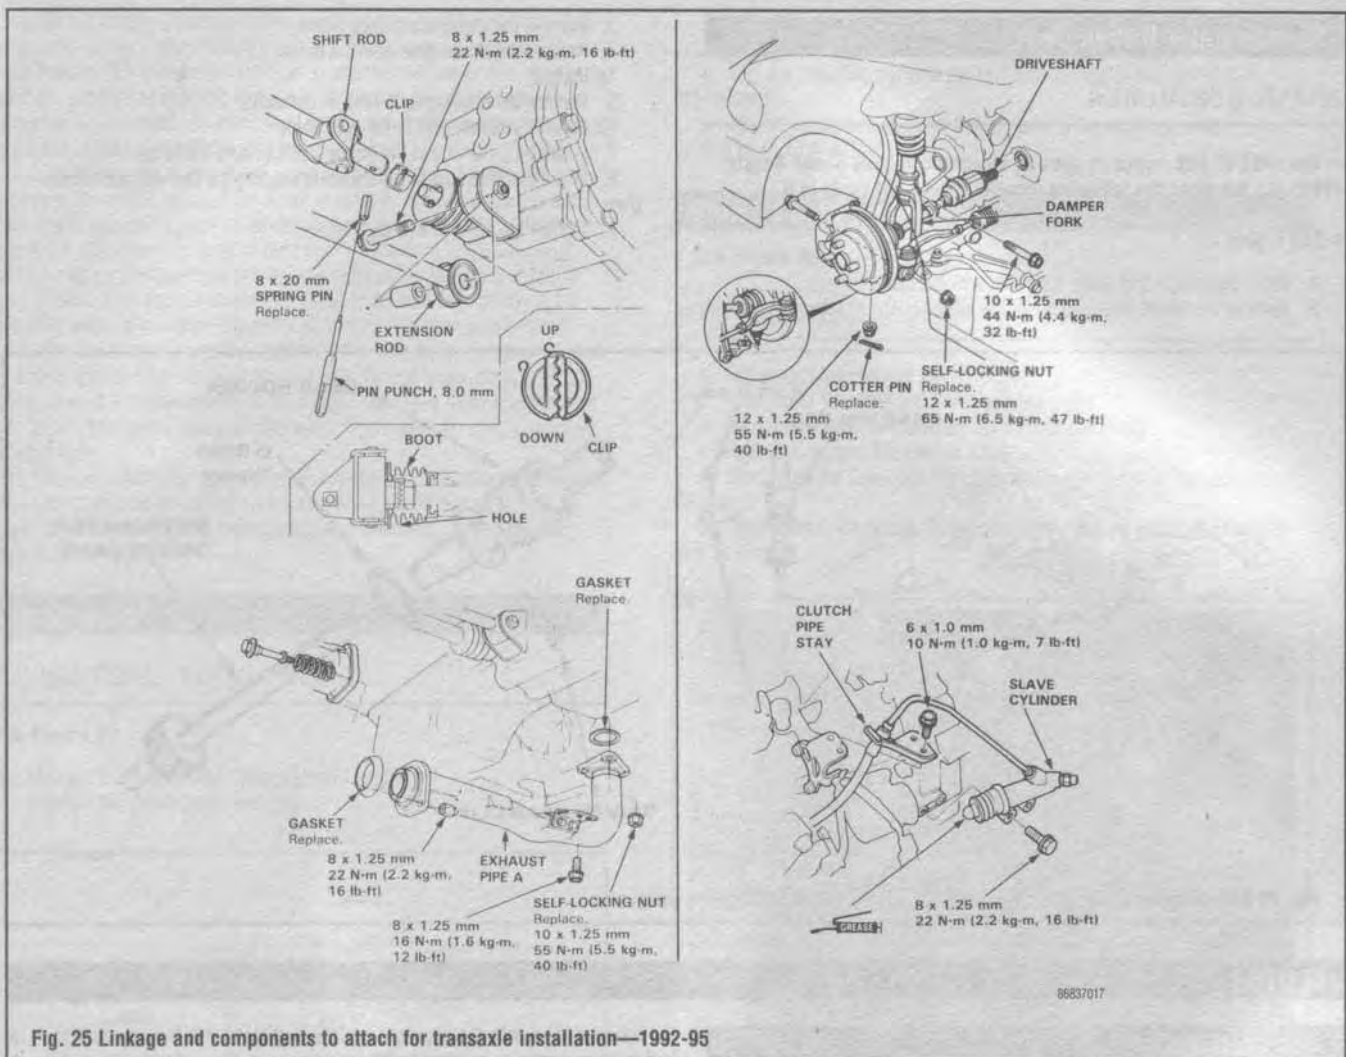 SHIFT ROD
8 x 1.25 mm
22 N·m (2.2 kg-m, 16 lb-ft)
CLIP
8 x 20 mm
SPRING PIN
Replace.
EXTENSION
ROD
PIN PUNCH, 8.0 mm
UP
DOWN
CLIP
BOOT
HOLE
DRIVESHAFT
DAMPER
FORK
10 x 1.25 mm
44 N·m (4.4 kg-m,
32 lb-ft)
SELF-LOCKING NUT
Replace.
12 x 1.25 mm
65 N·m (6.5 kg-m, 47 lb-ft)
COTTER PIN
Replace.
12 x 1.25 mm
55 N·m (5.5 kg-m,
40 lb-ft)
GASKET
Replace.
GASKET
Replace.
8 x 1.25 mm
22 N·m (2.2 kg-m,
16 lb-ft)
EXHAUST
PIPE A
8 x 1.25 mm
16 N·m (1.6 kg-m,
12 lb-ft)
SELF-LOCKING NUT
Replace.
10 x 1.25 mm
55 N·m (5.5 kg-m,
40 lb-ft)
CLUTCH
PIPE
STAY
6 x 1.0 mm
10 N·m (1.0 kg-m, 7 lb-ft)
SLAVE
CYLINDER
8 x 1.25 mm
22 N·m (2.2 kg-m, 16 lb-ft)
GREASE
86837017
Fig. 25 Linkage and components to attach for transaxle installation—1992-95